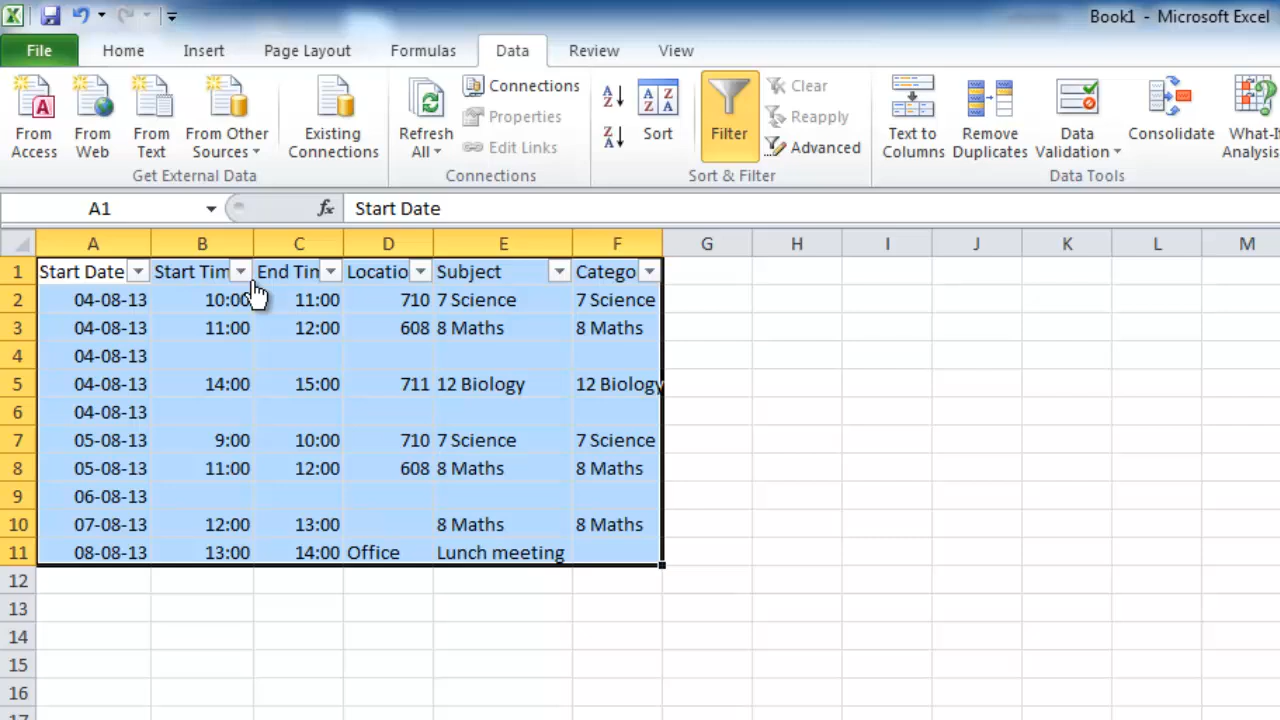 Book1 - Microsoft Excel
File Home Insert Page Layout Formulas Data Review View
From Access
From Web
From Text
From Other Sources
Existing Connections
Get External Data
Refresh All
Connections
Properties
Edit Links
Connections
A Z
Z A
A Z Z A
Sort
Filter
Clear
Reapply
Advanced
Sort & Filter
Text to Columns
Remove Duplicates
Data Validation
Consolidate
What-If Analysis
Data Tools
A1 fx Start Date
A B C D E F G H I J K L M
1 Start Date Start Tim End Tin Locatio Subject Catego
2 04-08-13 10:00 11:00 710 7 Science 7 Science
3 04-08-13 11:00 12:00 608 8 Maths 8 Maths
4 04-08-13
5 04-08-13 14:00 15:00 711 12 Biology 12 Biology
6 04-08-13
7 05-08-13 9:00 10:00 710 7 Science 7 Science
8 05-08-13 11:00 12:00 608 8 Maths 8 Maths
9 06-08-13
10 07-08-13 12:00 13:00 8 Maths 8 Maths
11 08-08-13 13:00 14:00 Office Lunch meeting
12
13
14
15
16
17